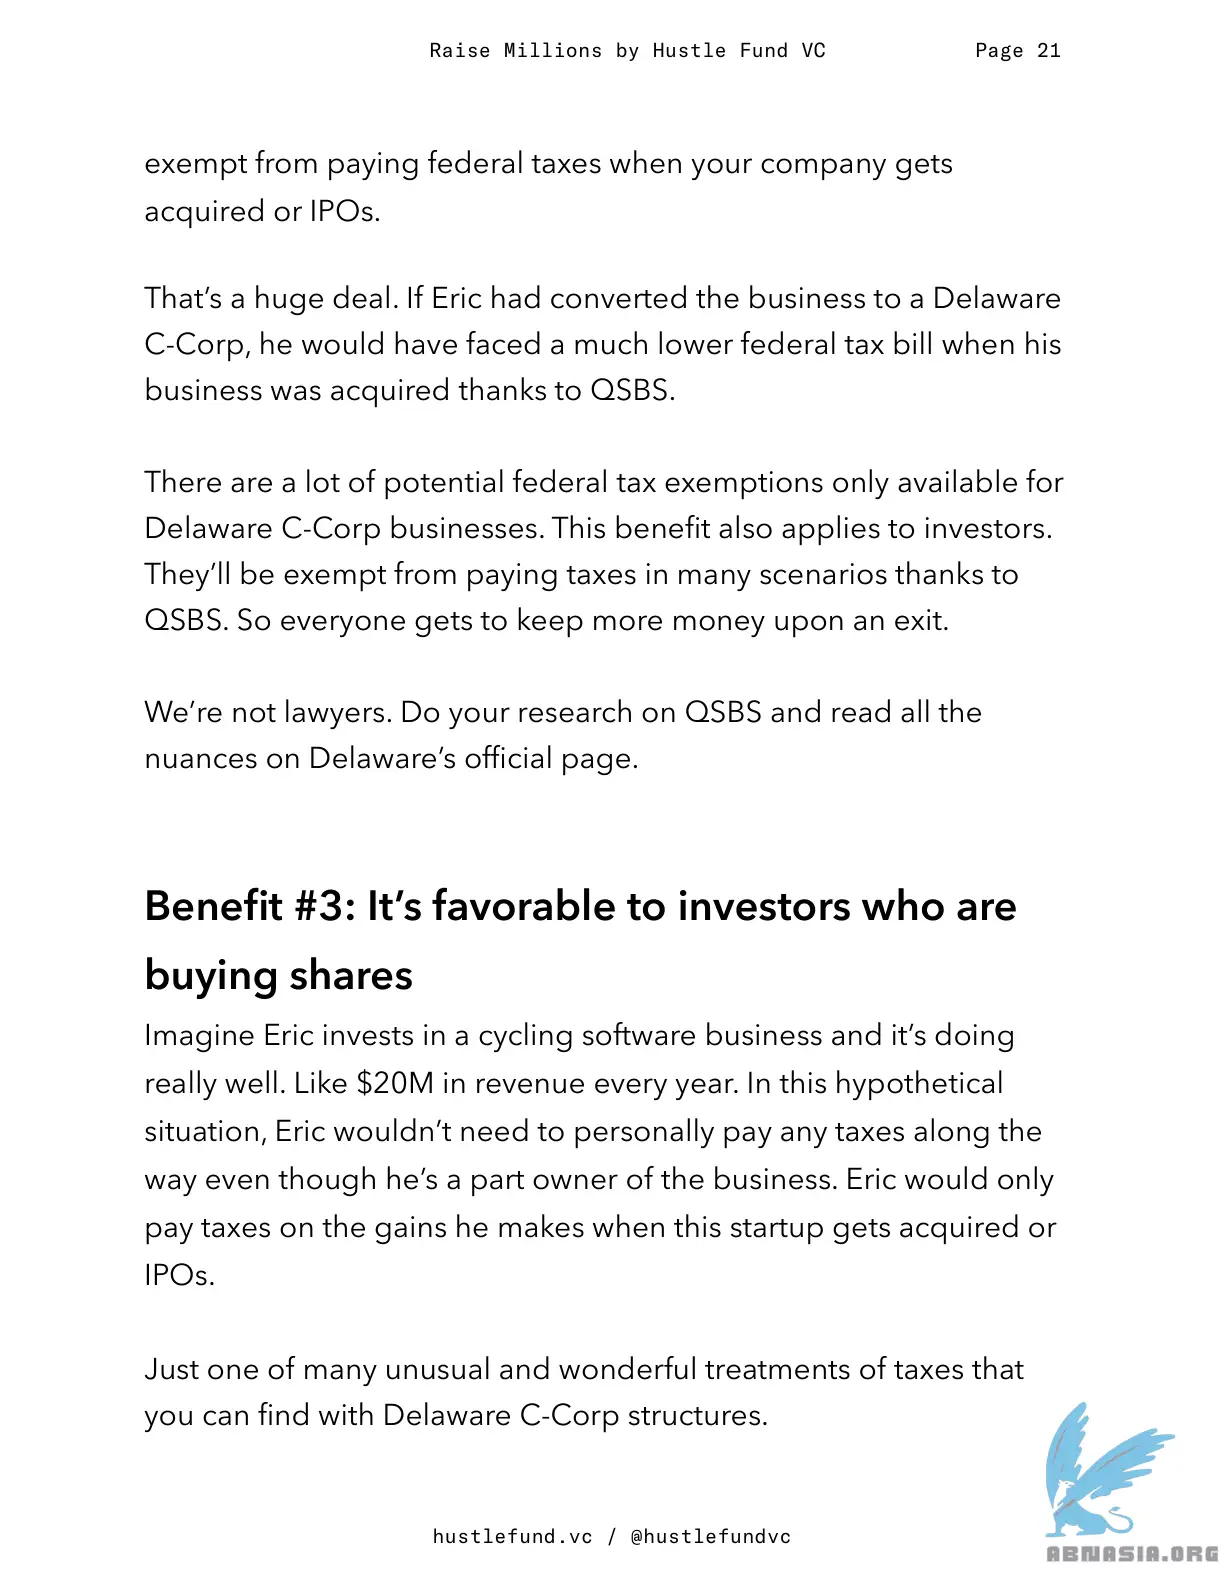 Raise Millions by Hustle Fund VC Page 21
exempt from paying federal taxes when your company gets
acquired or IPOs.
That’s a huge deal. If Eric had converted the business to a Delaware
C-Corp, he would have faced a much lower federal tax bill when his
business was acquired thanks to QSBS.
There are a lot of potential federal tax exemptions only available for
Delaware C-Corp businesses. This benefit also applies to investors.
They’ll be exempt from paying taxes in many scenarios thanks to
QSBS. So everyone gets to keep more money upon an exit.
We’re not lawyers. Do your research on QSBS and read all the
nuances on Delaware’s official page.
Benefit #3: It’s favorable to investors who are
buying shares
Imagine Eric invests in a cycling software business and it’s doing
really well. Like $20M in revenue every year. In this hypothetical
situation, Eric wouldn’t need to personally pay any taxes along the
way even though he’s a part owner of the business. Eric would only
pay taxes on the gains he makes when this startup gets acquired or
IPOs.
Just one of many unusual and wonderful treatments of taxes that
you can find with Delaware C-Corp structures.
hustlefund.vc / @hustlefundvc
ABNASIA.ORG